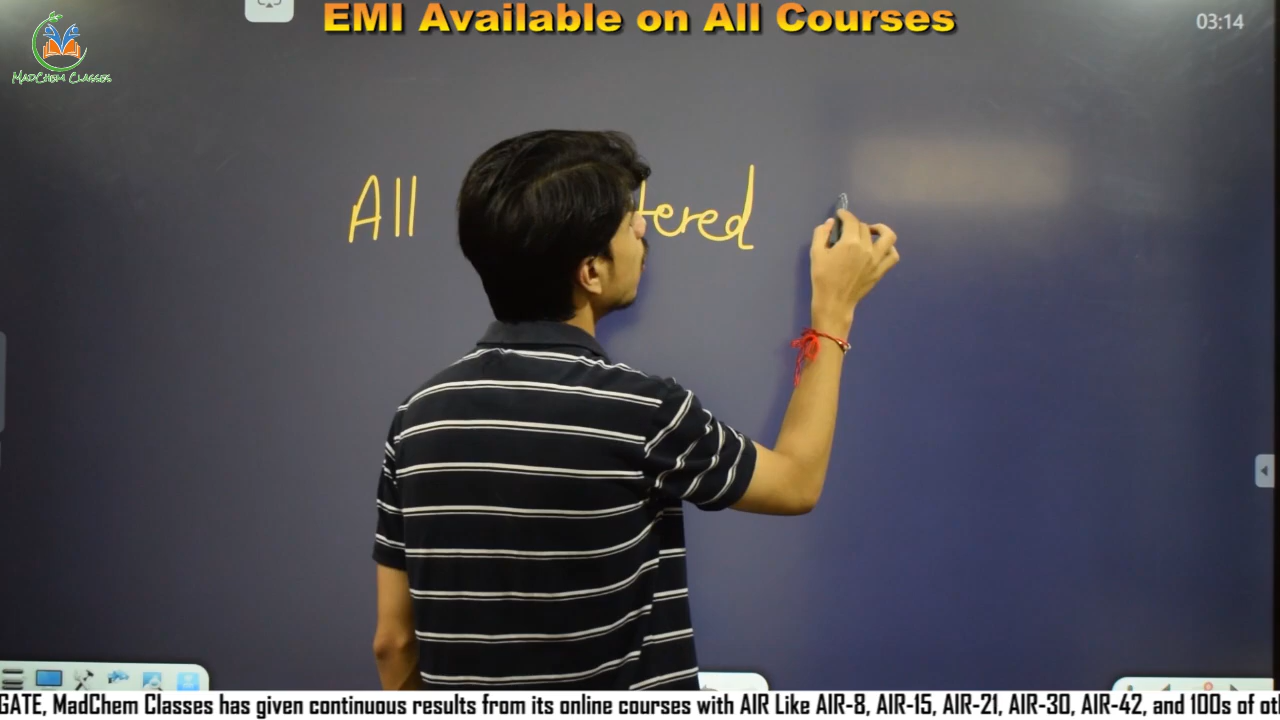 EMI Available on All Courses
03:14
MadChem Classes
All tered
GATE, MadChem Classes has given continuous results from its online courses with AIR Like AIR-8, AIR-15, AIR-21, AIR-30, AIR-42, and 100s of ot